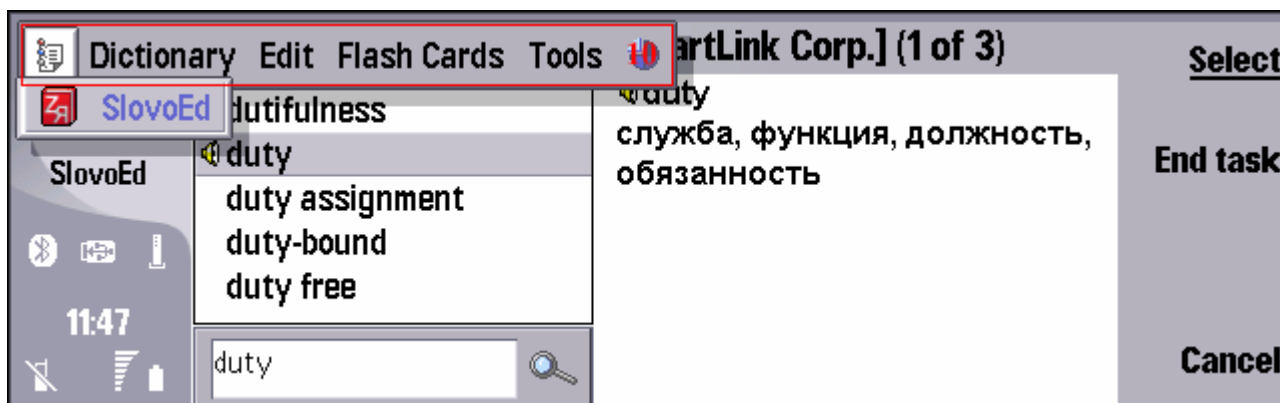 Dictionary Edit Flash Cards Tools
artLink Corp.] (1 of 3)
Select
SlovoEd
dutifulness
duty
служба, функция, должность,
обязанность
SlovoEd
duty
End task
duty assignment
duty-bound
duty free
11:47
duty
Cancel